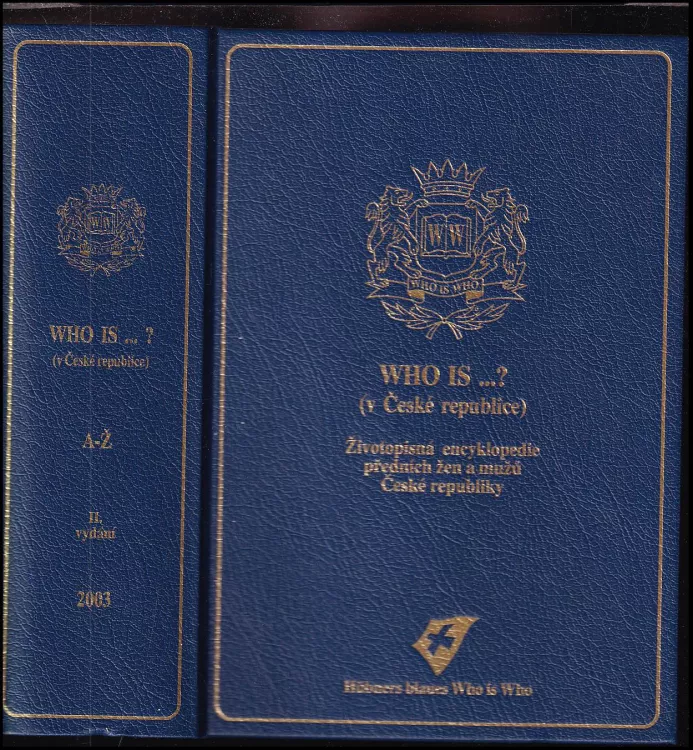 WW
WHO IS ... ?
(v České republice)
A-Ž
II.
vydání
2003
W W
WHO IS WHO
WHO IS ...?
(v České republice)
Životopisná encyklopedie
předních žen a mužů
České republiky
Hübners blaues Who is Who